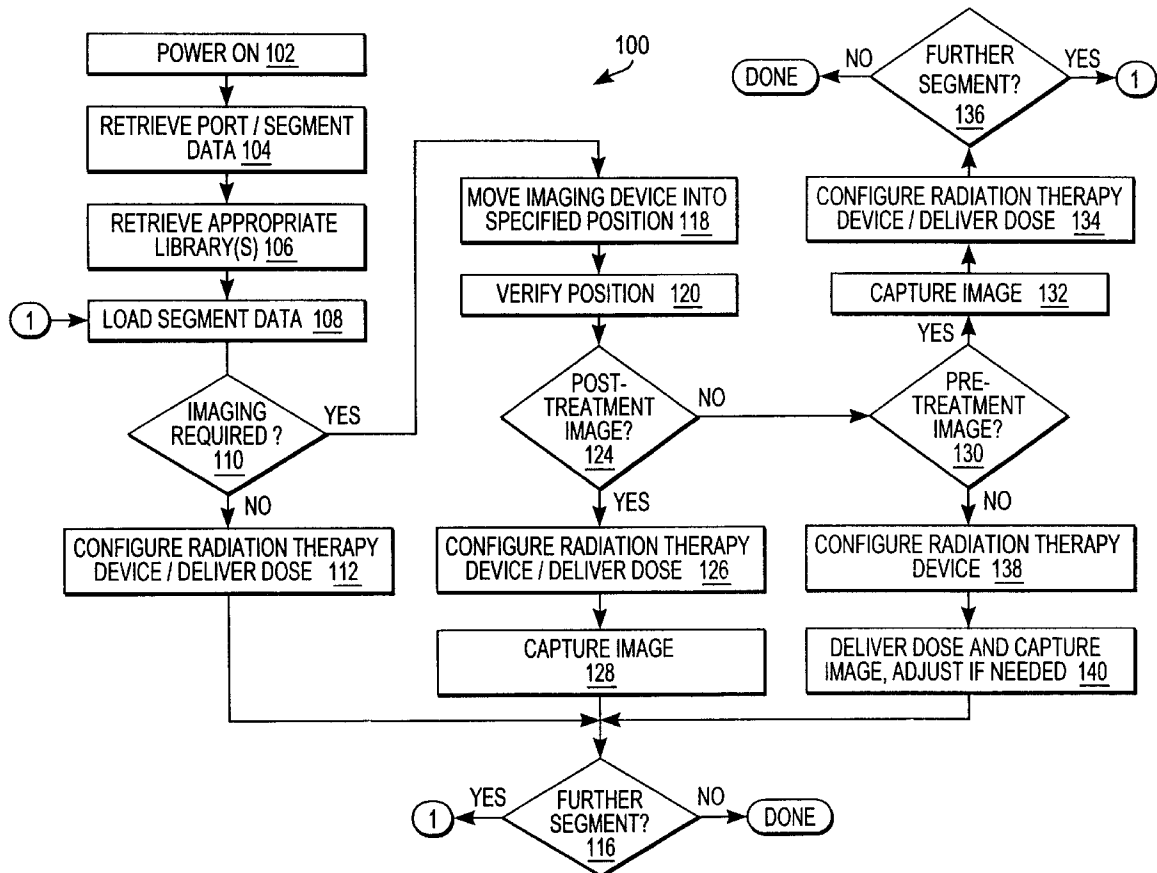 100
POWER ON 102
RETRIEVE PORT / SEGMENT
DATA 104
RETRIEVE APPROPRIATE
LIBRARY(S) 106
1
LOAD SEGMENT DATA 108
IMAGING
REQUIRED ?
110
YES
NO
CONFIGURE RADIATION THERAPY
DEVICE / DELIVER DOSE 112
MOVE IMAGING DEVICE INTO
SPECIFIED POSITION 118
VERIFY POSITION 120
POST-
TREATMENT
IMAGE?
124
NO
YES
CONFIGURE RADIATION THERAPY
DEVICE / DELIVER DOSE 126
CAPTURE IMAGE
128
PRE-
TREATMENT
IMAGE?
130
YES
NO
CAPTURE IMAGE 132
CONFIGURE RADIATION THERAPY
DEVICE / DELIVER DOSE 134
FURTHER
SEGMENT?
136
NO
DONE
YES
1
CONFIGURE RADIATION THERAPY
DEVICE 138
DELIVER DOSE AND CAPTURE
IMAGE, ADJUST IF NEEDED 140
FURTHER
SEGMENT?
116
YES
1
NO
DONE